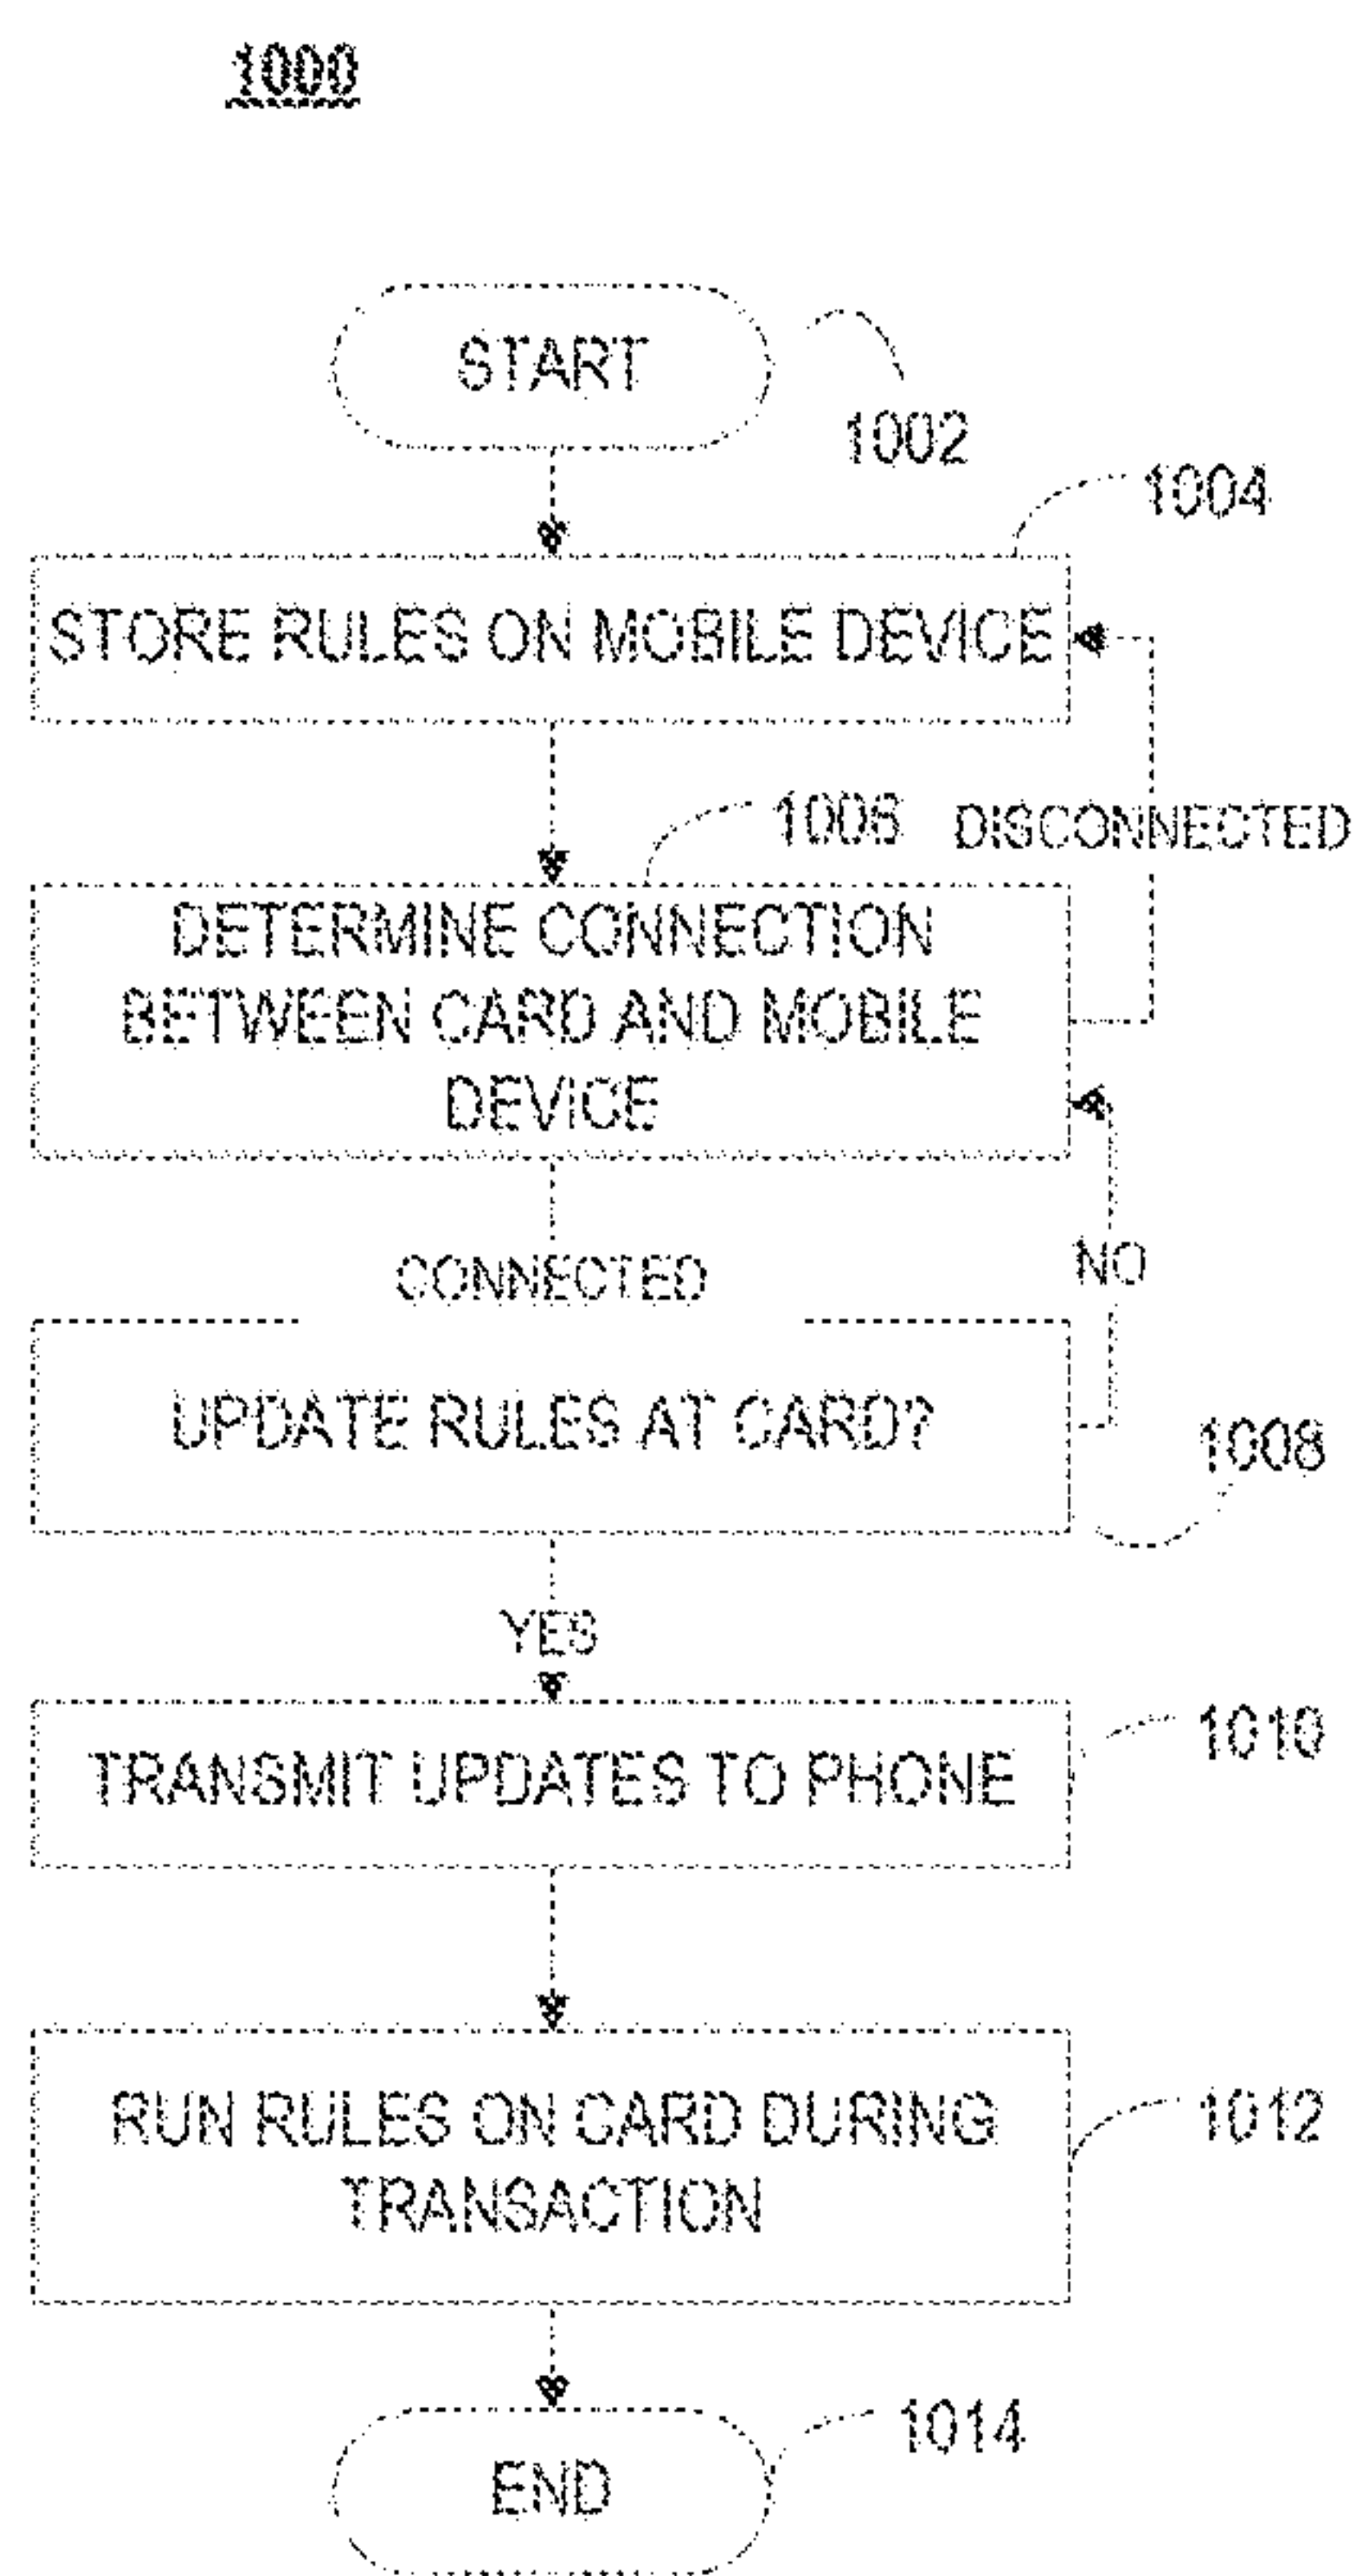 1000
START
1002
1004
STORE RULES ON MOBILE DEVICE
1006
DISCONNECTED
DETERMINE CONNECTION
BETWEEN CARD AND MOBILE
DEVICE
CONNECTED
NO
UPDATE RULES AT CARD?
1008
YES
TRANSMIT UPDATES TO PHONE
1010
RUN RULES ON CARD DURING
TRANSACTION
1012
END
1014